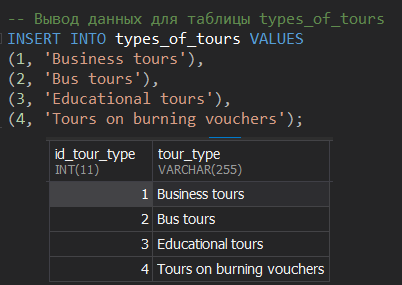 -- Вывод данных для таблицы types_of_tours
INSERT INTO types_of_tours VALUES
(1, 'Business tours'),
(2, 'Bus tours'),
(3, 'Educational tours'),
(4, 'Tours on burning vouchers');
id_tour_type tour_type
INT(11) VARCHAR(255)
1 Business tours
2 Bus tours
3 Educational tours
4 Tours on burning vouchers